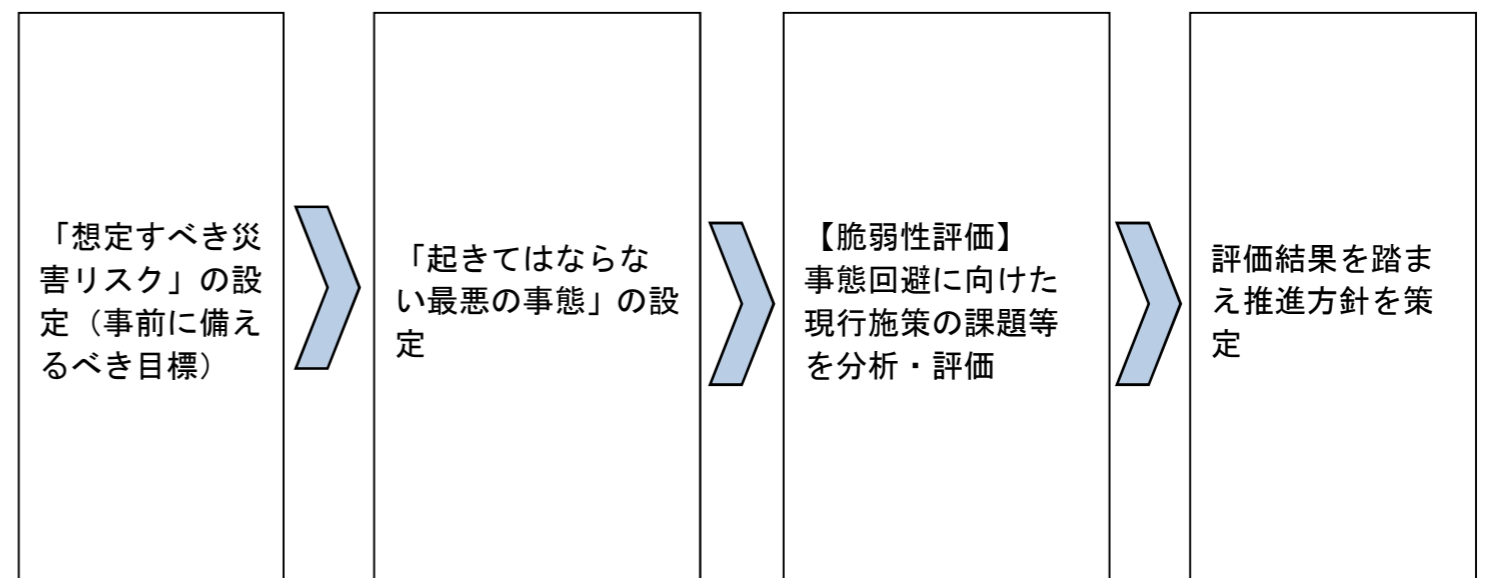 「想定すべき災
害リスク」の設
定（事前に備え
るべき目標）
「起きてはならな
い最悪の事態」の設
定
【脆弱性評価】
事態回避に向けた
現行施策の課題等
を分析・評価
評価結果を踏ま
え推進方針を策
定